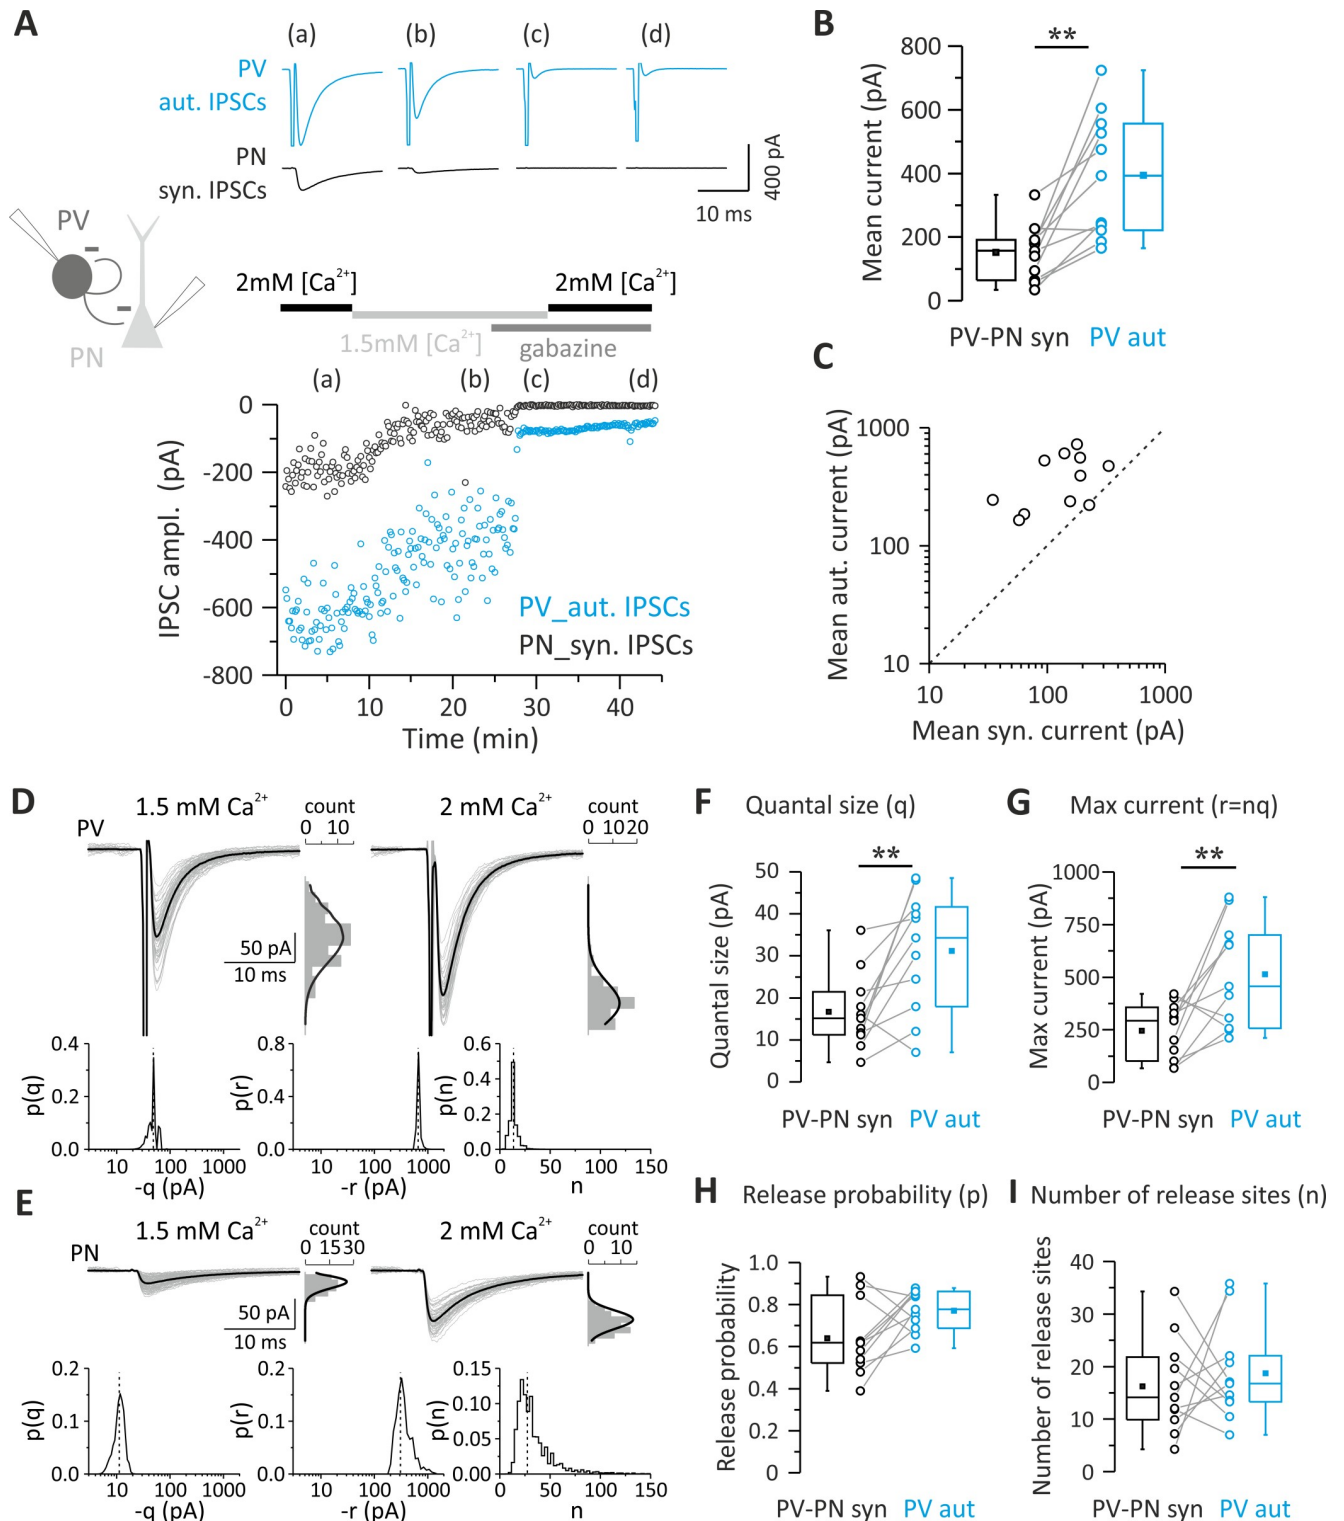 A
(a) (b) (c) (d)
PV
aut. IPSCs
PN
syn. IPSCs
400 pA
10 ms
PV
PN
2mM [Ca2+] 2mM [Ca2+]
1.5mM [Ca2+] gabazine
(a) (b) (c) (d)
IPSC ampl. (pA)
0
-200
-400
-600
-800
PV_aut. IPSCs
PN_syn. IPSCs
0 10 20 30 40
Time (min)
B
**
Mean current (pA)
800
600
400
200
0
PV-PN syn PV aut
C
Mean aut. current (pA)
1000
100
10
10 100 1000
Mean syn. current (pA)
D
1.5 mM Ca2+ count 2 mM Ca2+ count
PV
0 10
0 1020
50 pA
10 ms
p(q)
0.4
0.2
0.0
10 100 1000
-q (pA)
p(r)
0.8
0.4
0.0
10 100 1000
-r (pA)
p(n)
0.6
0.4
0.2
0.0
0 50 100 150
n
E
1.5 mM Ca2+ count 2 mM Ca2+ count
PN
0 1530
0 10
50 pA
10 ms
p(q)
0.2
0.1
0.0
10 100 1000
-q (pA)
p(r)
0.2
0.1
0.0
10 100 1000
-r (pA)
p(n)
0.15
0.10
0.05
0.00
0 50 100 150
n
F Quantal size (q)
**
Quantal size (pA)
50
40
30
20
10
0
PV-PN syn PV aut
G Max current (r=nq)
**
Max current (pA)
1000
750
500
250
0
PV-PN syn PV aut
H Release probability (p)
Release probability
1.0
0.8
0.6
0.4
0.2
0
PV-PN syn PV aut
I Number of release sites (n)
Number of release sites
40
30
20
10
0
PV-PN syn PV aut